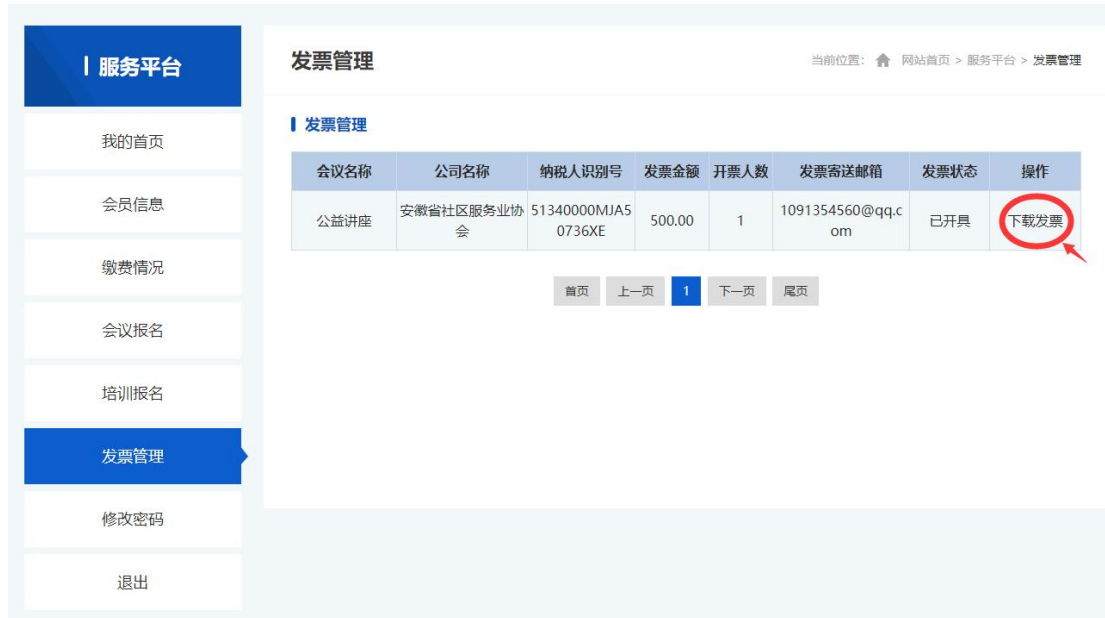 服务平台
我的首页
会员信息
缴费情况
会议报名
培训报名
发票管理
修改密码
退出
发票管理
当前位置: 网站首页 > 服务平台 > 发票管理
发票管理
会议名称 公司名称 纳税人识别号 发票金额 开票人数 发票寄送邮箱 发票状态 操作
公益讲座 安徽省社区服务业协 51340000MJA5 500.00 1 1091354560@qq.c 已开具 下载发票
会 0736XE om
首页 上一页 1 下一页 尾页